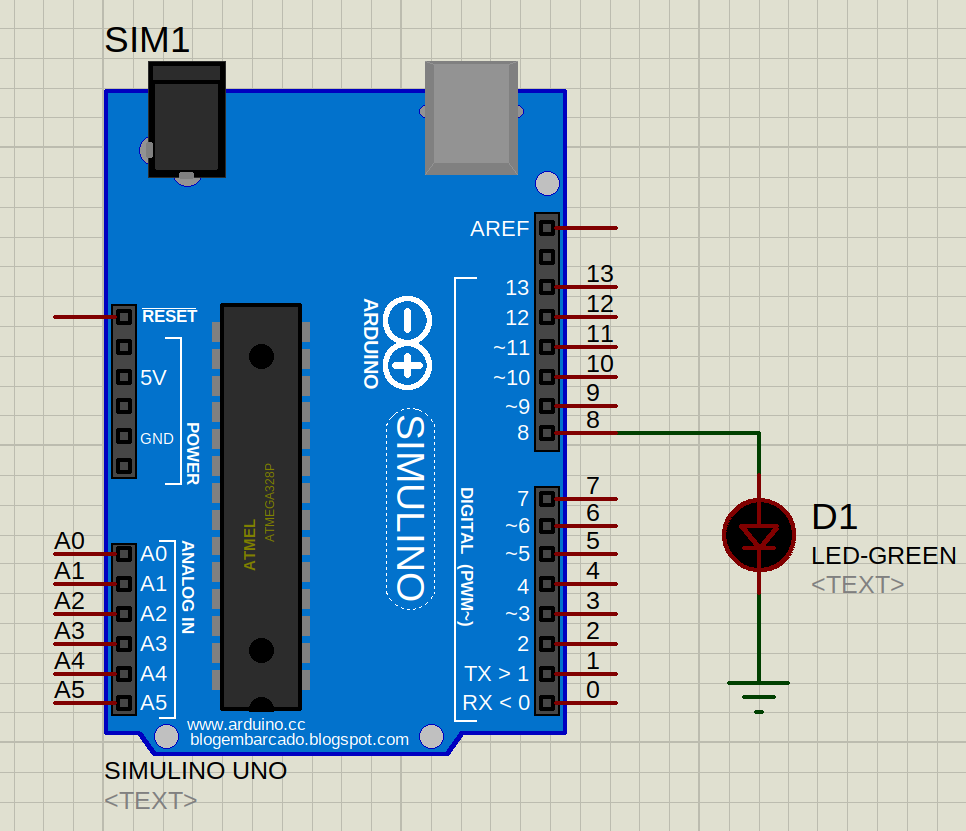 SIM1
AREF
13 13
12 12
~11 11
~10 10
~9 9
8 8
7 7
~6 6
~5 5
4 4
~3 3
2 2
TX > 1 1
RX < 0 0
RESET
5V
GND
POWER
A0 A0
A1 A1
A2 A2
A3 A3
A4 A4
A5 A5
ANALOG IN
ATMEL
ATMEGA328P
ARDUINO
SIMULINO
DIGITAL (PWM~)
www.arduino.cc
blogembarcado.blogspot.com
SIMULINO UNO
<TEXT>
D1
LED-GREEN
<TEXT>